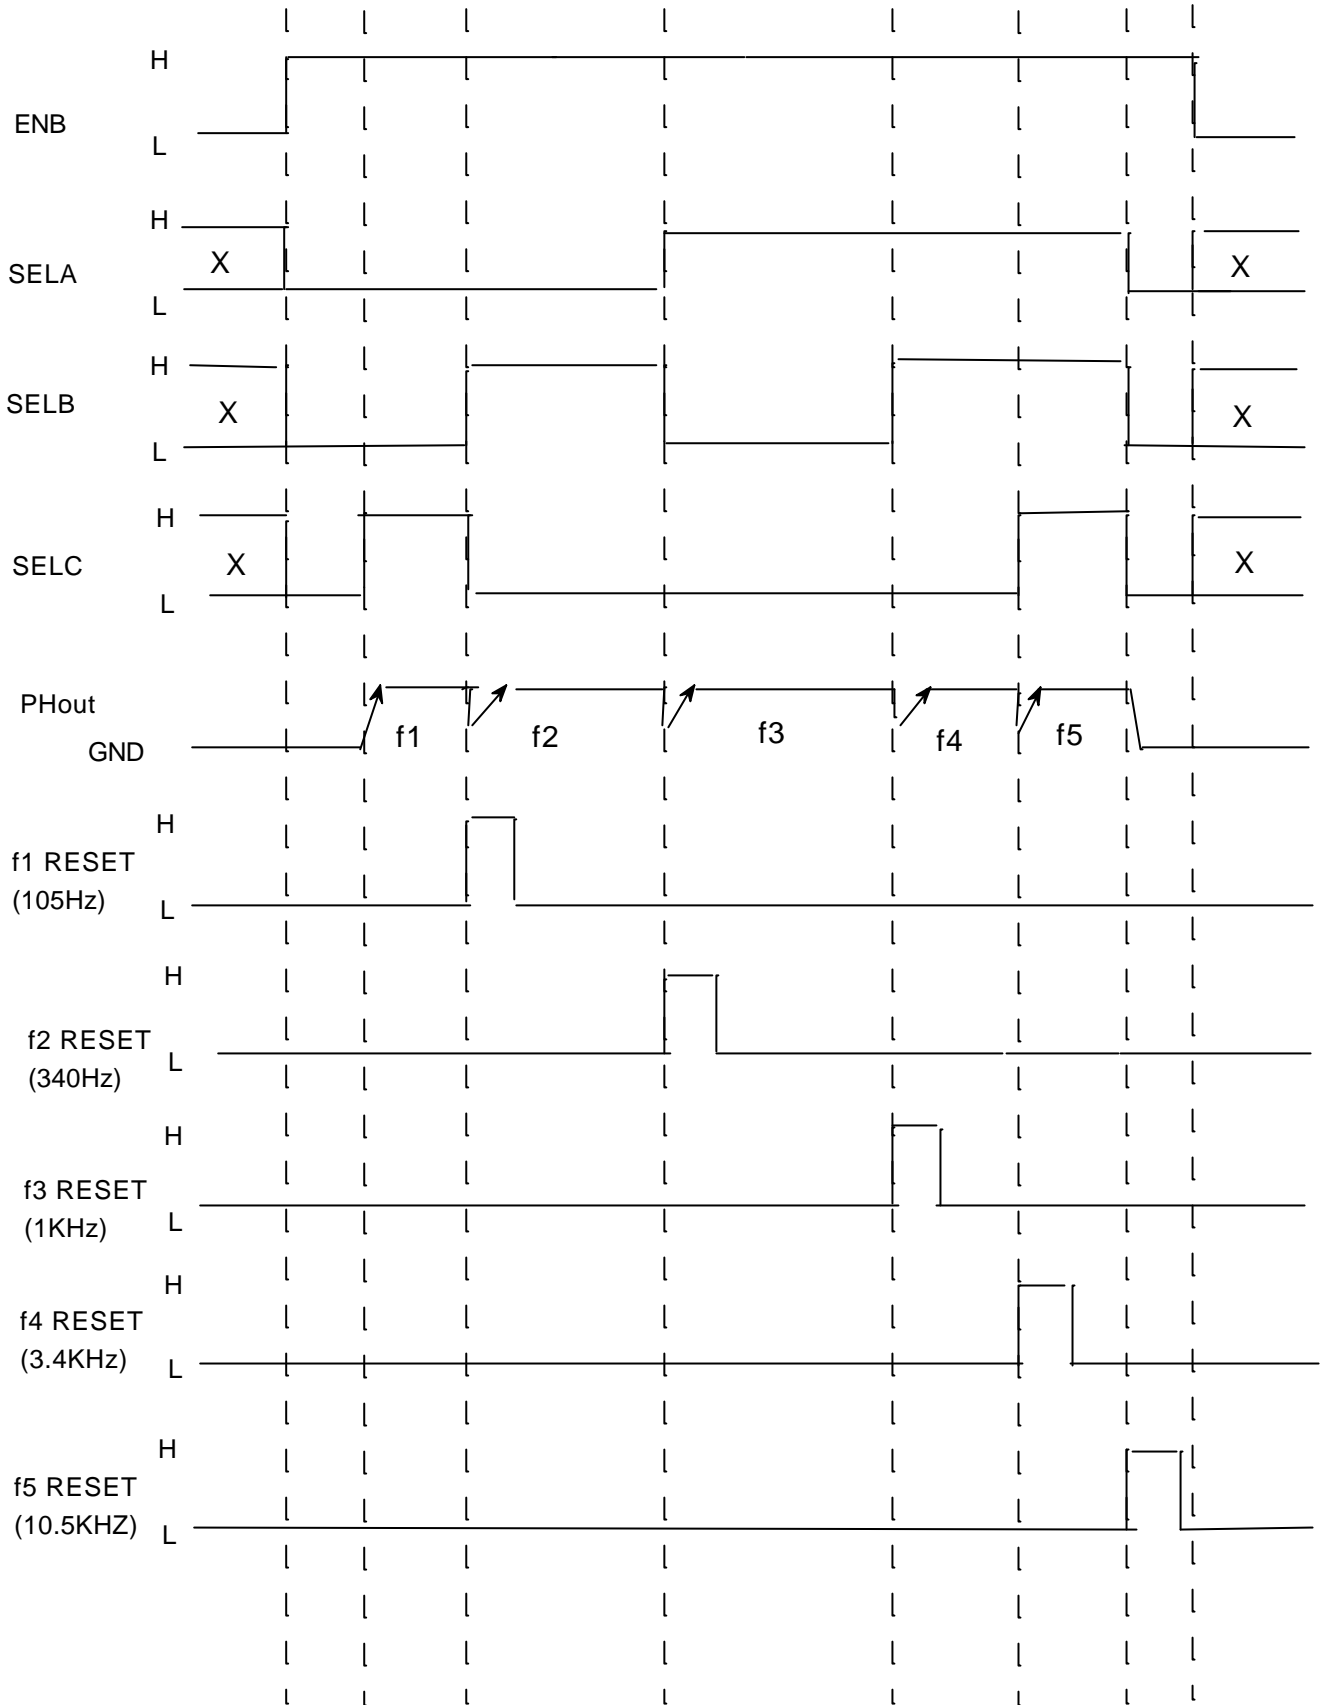 H
ENB
L
H
X X
SELA
L
H
SELB
X X
L
H
SELC X X
L
PHout
f1 f2 f3 f4 f5
GND
H
f1 RESET
(105Hz) L
H
f2 RESET L
(340Hz)
H
f3 RESET
(1KHz) L
H
f4 RESET
(3.4KHz) L
H
f5 RESET
(10.5KHZ) L